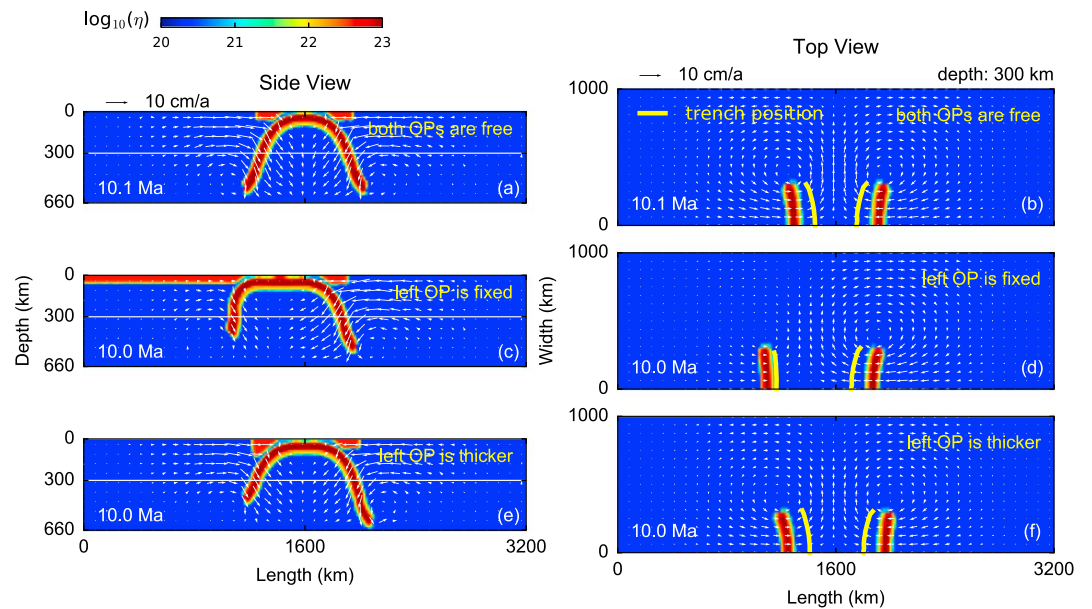 log10(η)
20 21 22 23
Side View
10 cm/a
0
300
660
both OPs are free
10.1 Ma
(a)
0
300
660
left OP is fixed
10.0 Ma
(c)
0
300
660
left OP is thicker
10.0 Ma
(e)
Depth (km)
0 1600 3200
Length (km)
Top View
10 cm/a
depth: 300 km
1000
0
trench position
both OPs are free
10.1 Ma
(b)
1000
0
left OP is fixed
10.0 Ma
(d)
1000
0
left OP is thicker
10.0 Ma
(f)
Width (km)
0 1600 3200
Length (km)